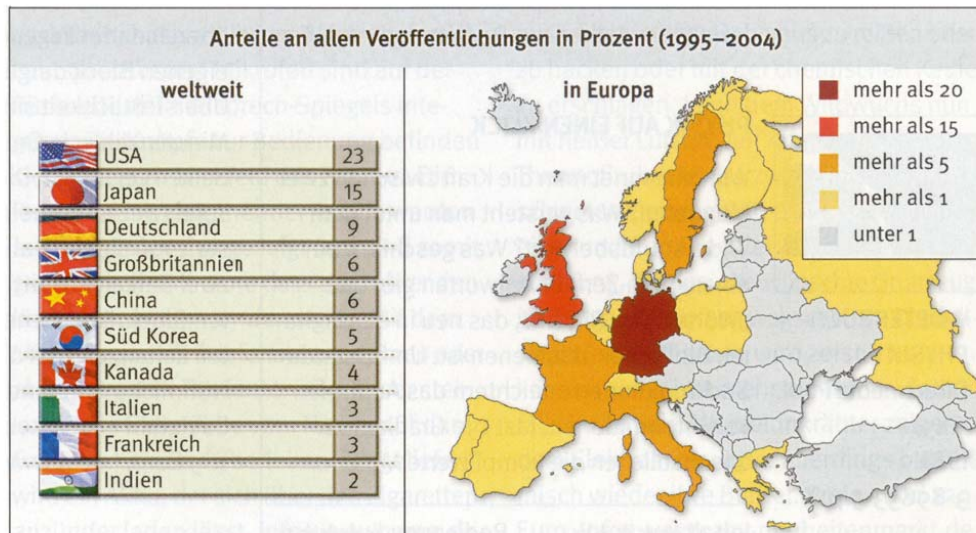 Anteile an allen Veröffentlichungen in Prozent (1995–2004)
weltweit
USA 23
Japan 15
Deutschland 9
Großbritannien 6
China 6
Süd Korea 5
Kanada 4
Italien 3
Frankreich 3
Indien 2
in Europa
mehr als 20
mehr als 15
mehr als 5
mehr als 1
unter 1